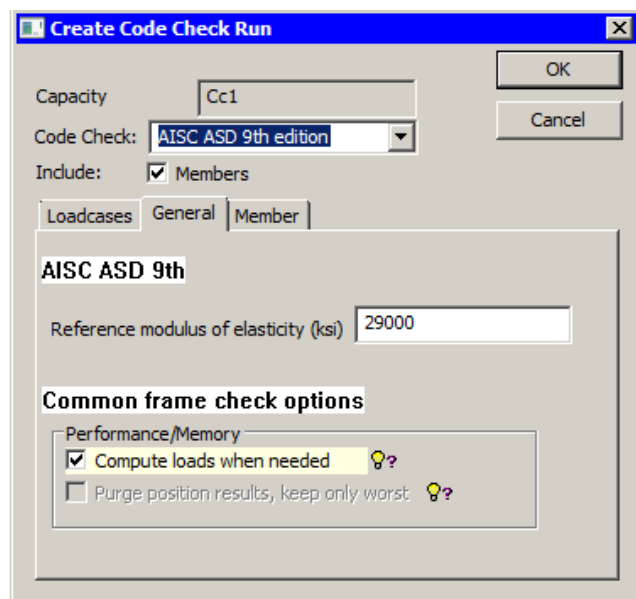 Create Code Check Run
OK
Capacity Cc1
Cancel
Code Check: AISC ASD 9th edition
Include: Members
Loadcases General Member
AISC ASD 9th
Reference modulus of elasticity (ksi) 29000
Common frame check options
Performance/Memory
Compute loads when needed ?
Purge position results, keep only worst ?